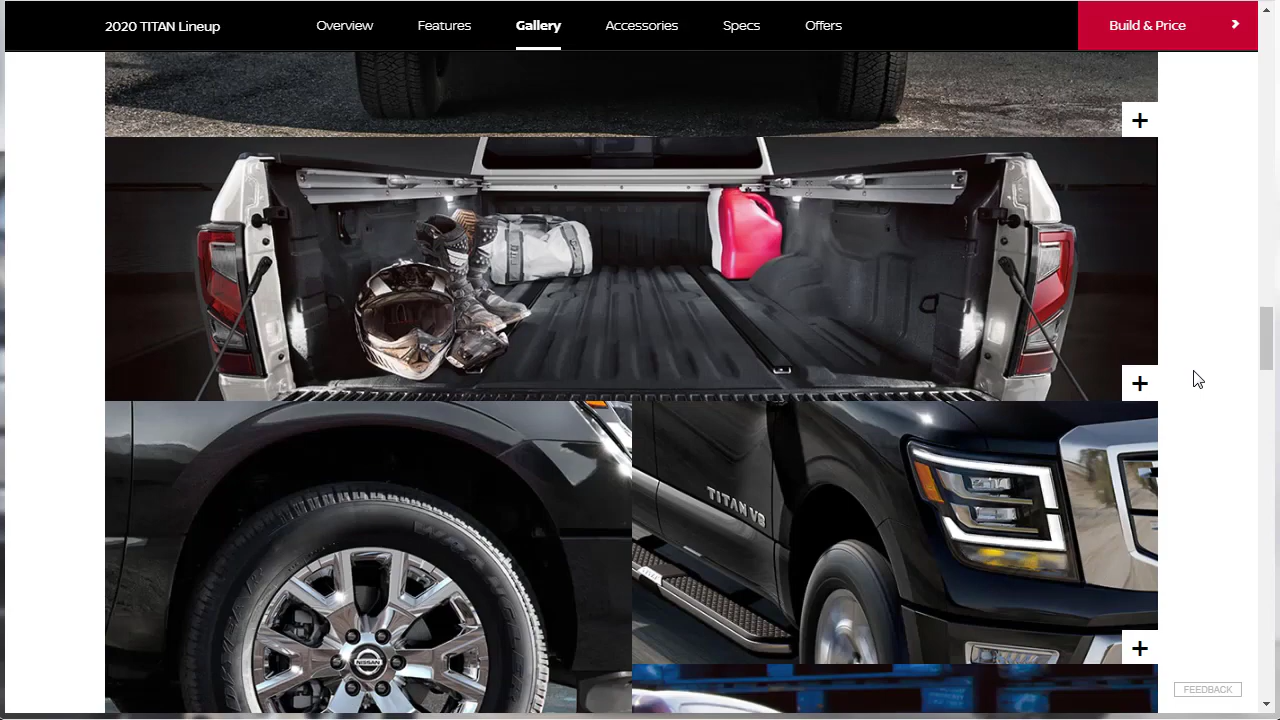 2020 TITAN Lineup
Overview
Features
Gallery
Accessories
Specs
Offers
Build & Price
TITAN V8
NISSAN
FEEDBACK